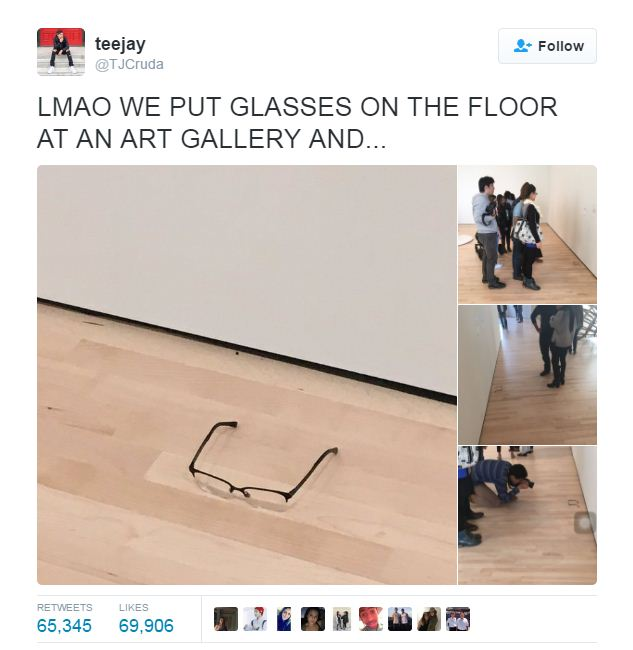 teejay
@TJCruda
Follow
LMAO WE PUT GLASSES ON THE FLOOR
AT AN ART GALLERY AND...
RETWEETS LIKES
65,345 69,906